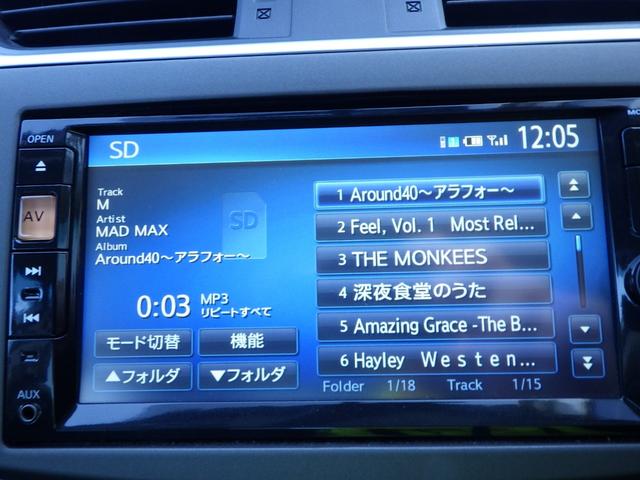 OPEN
SD
12:05
AV
Track
M
Artist
MAD MAX
Album
Around40～アラフォー～
SD
0:03 MP3
リピートすべて
モード切替
機能
▲フォルダ
▼フォルダ
1 Around40～アラフォー～
2 Feel, Vol. 1 Most Rel...
3 THE MONKEES
4 深夜食堂のうた
5 Amazing Grace -The B...
6 Hayley Westen...
Folder 1/18 Track 1/15
AUX